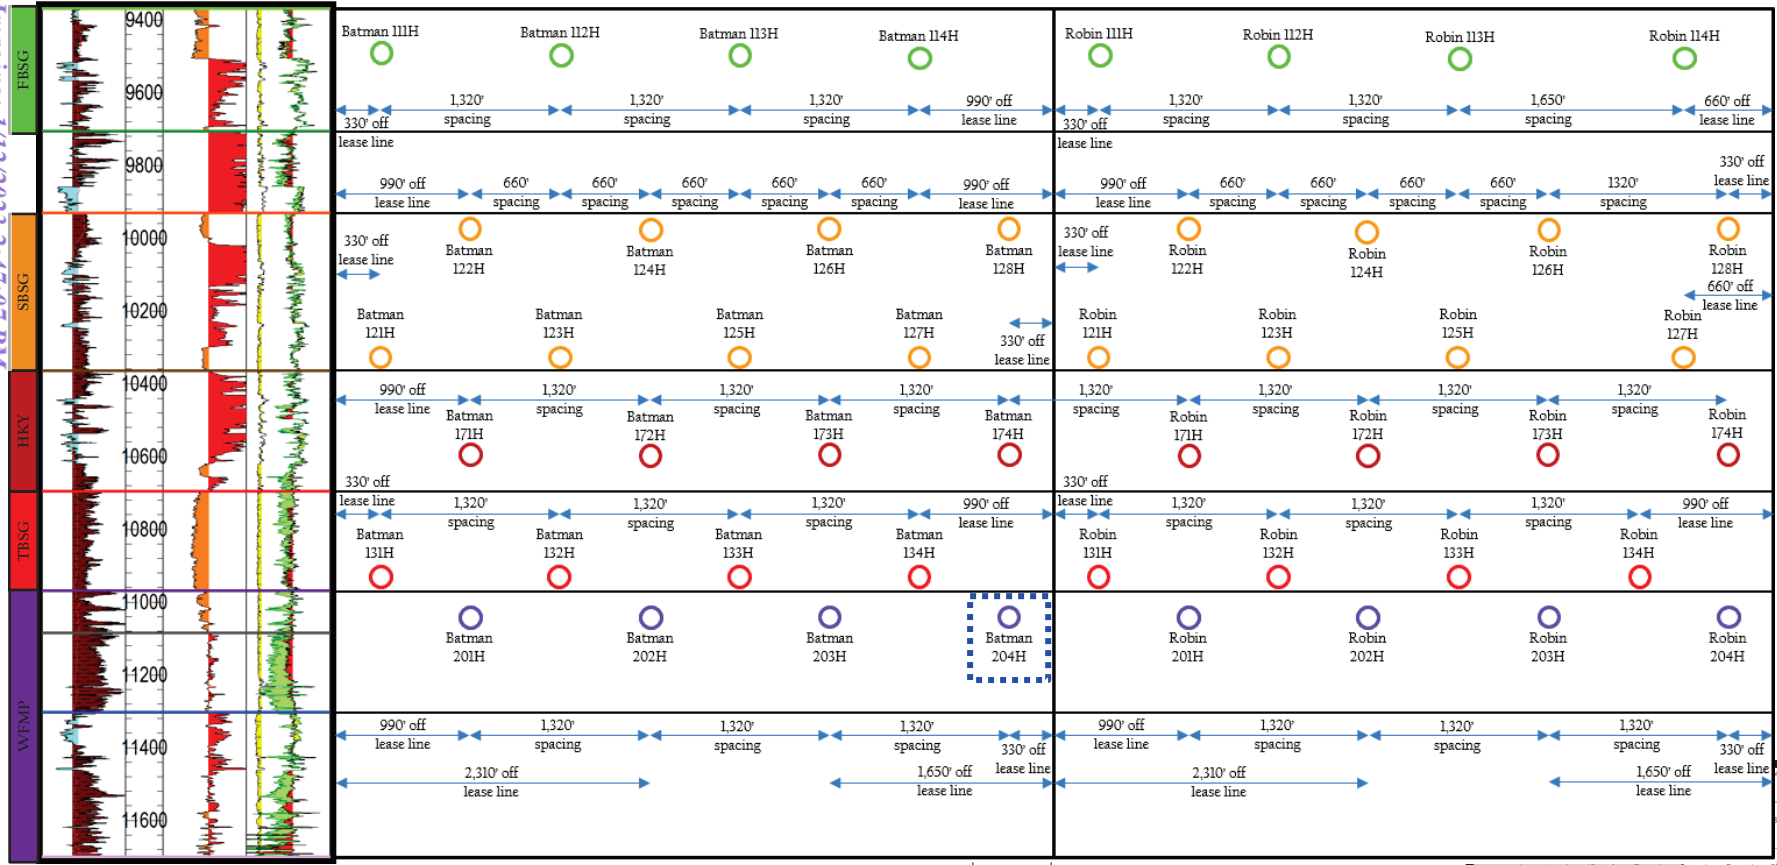 FBSG
SBSG
HKY
TBSG
WFMP
9400
9600
9800
10000
10200
10400
10600
10800
11000
11200
11400
11600
Batman 111H
Batman 112H
Batman 113H
Batman 114H
Robin 111H
Robin 112H
Robin 113H
Robin 114H
330' off
lease line
1,320'
spacing
1,320'
spacing
1,320'
spacing
990' off
lease line
330' off
lease line
1,320'
spacing
1,320'
spacing
1,650'
spacing
660' off
lease line
990' off
lease line
660'
spacing
660'
spacing
660'
spacing
660'
spacing
660'
spacing
990' off
lease line
990' off
lease line
660'
spacing
660'
spacing
660'
spacing
660'
spacing
1320'
spacing
330' off
lease line
330' off
lease line
Batman
122H
Batman
124H
Batman
126H
Batman
128H
330' off
lease line
Robin
122H
Robin
124H
Robin
126H
Robin
128H
660' off
lease line
Batman
121H
Batman
123H
Batman
125H
Batman
127H
330' off
lease line
Robin
121H
Robin
123H
Robin
125H
Robin
127H
990' off
lease line
1,320'
spacing
1,320'
spacing
1,320'
spacing
1,320'
spacing
1,320'
spacing
1,320'
spacing
1,320'
spacing
Batman
171H
Batman
172H
Batman
173H
Batman
174H
Robin
171H
Robin
172H
Robin
173H
Robin
174H
330' off
lease line
1,320'
spacing
1,320'
spacing
1,320'
spacing
990' off
lease line
330' off
lease line
1,320'
spacing
1,320'
spacing
1,320'
spacing
990' off
lease line
Batman
131H
Batman
132H
Batman
133H
Batman
134H
Robin
131H
Robin
132H
Robin
133H
Robin
134H
Batman
201H
Batman
202H
Batman
203H
Batman
204H
Robin
201H
Robin
202H
Robin
203H
Robin
204H
990' off
lease line
1,320'
spacing
1,320'
spacing
1,320'
spacing
330' off
lease line
990' off
lease line
1,320'
spacing
1,320'
spacing
1,320'
spacing
330' off
lease line
2,310' off
lease line
1,650' off
lease line
2,310' off
lease line
1,650' off
lease line